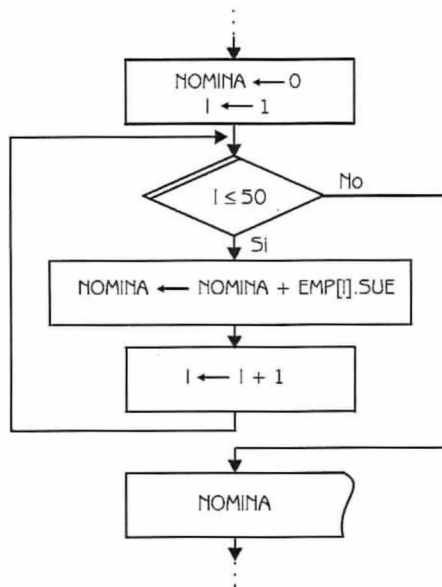 NOMINA ← 0
I ← 1
I ≤ 50
No
Si
NOMINA ← NOMINA + EMP[I].SUE
I ← I + 1
NOMINA